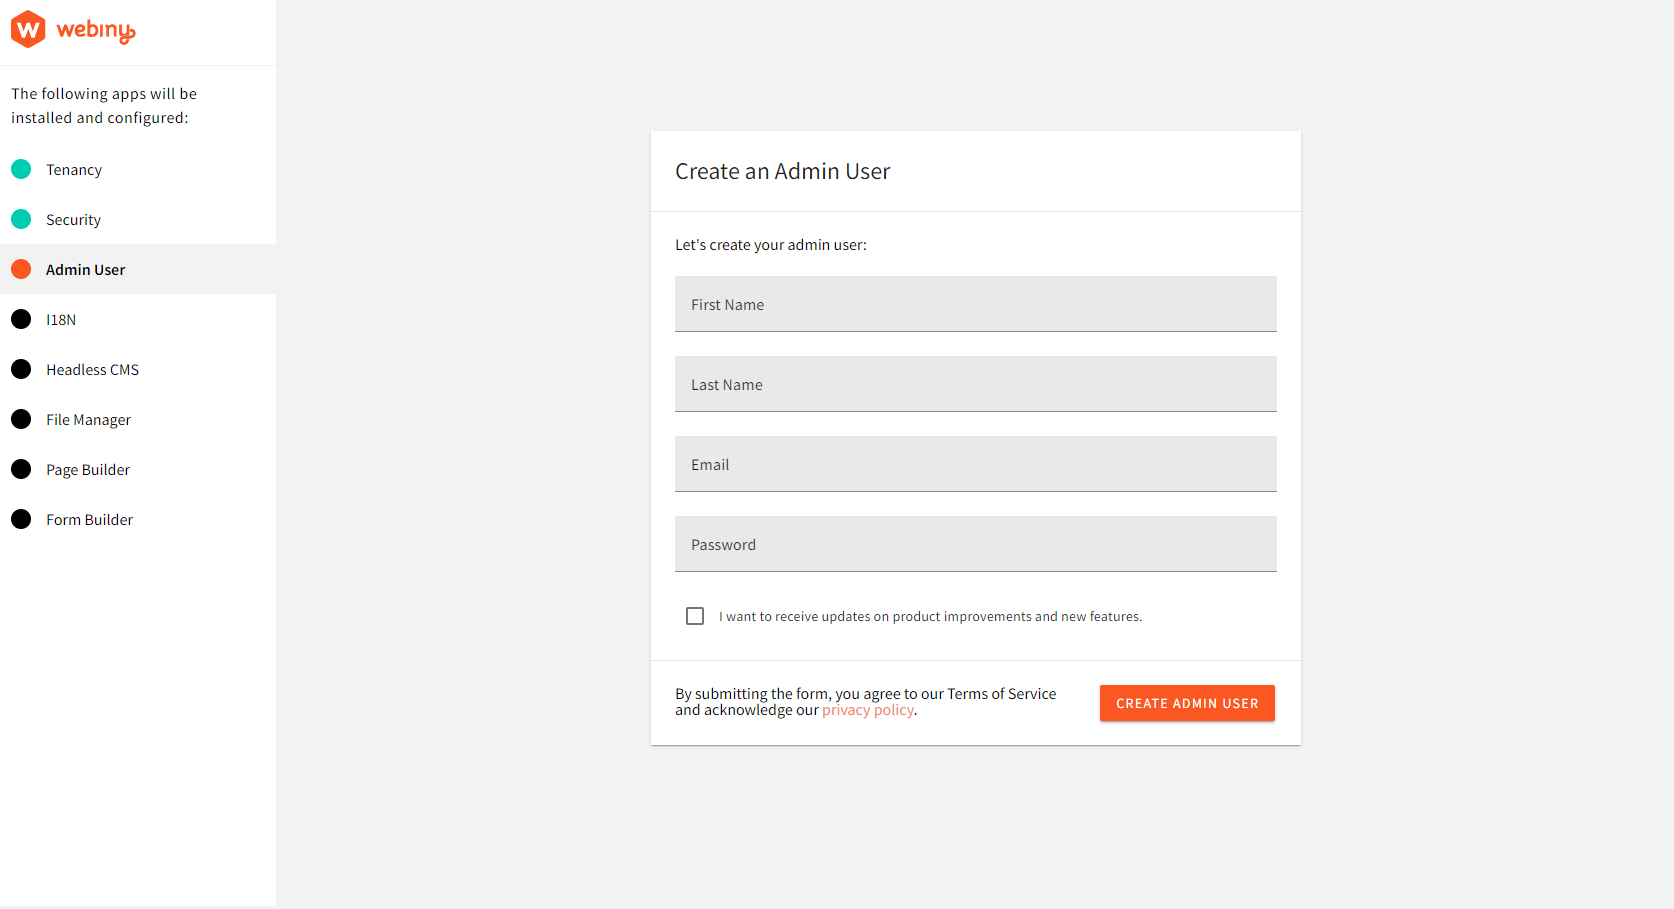 webiny
The following apps will be
installed and configured:
Tenancy
Security
Admin User
I18N
Headless CMS
File Manager
Page Builder
Form Builder
Create an Admin User
Let's create your admin user:
First Name
Last Name
Email
Password
I want to receive updates on product improvements and new features.
By submitting the form, you agree to our Terms of Service
and acknowledge our privacy policy.
CREATE ADMIN USER